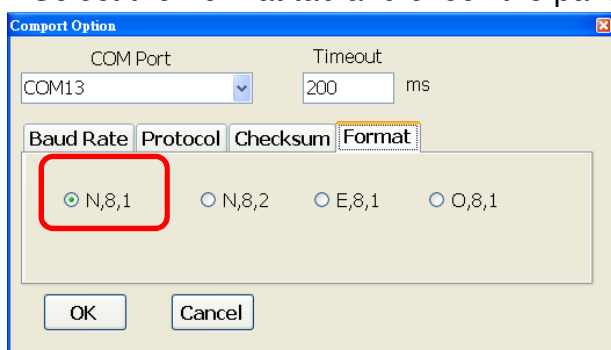 Comport Option
COM Port Timeout
COM13 200 ms
Baud Rate Protocol Checksum Format
N,8,1 N,8,2 E,8,1 O,8,1
OK Cancel